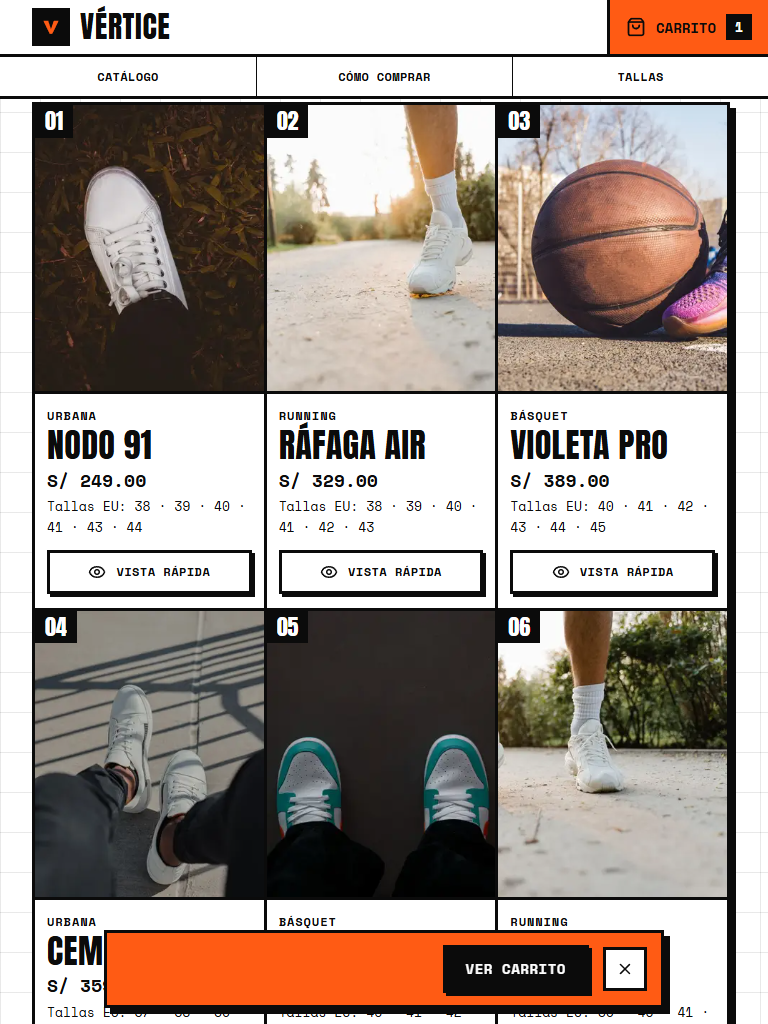 V VÉRTICE
CARRITO 1
CATÁLOGO
CÓMO COMPRAR
TALLAS
01
02
03
URBANA
NODO 91
S/ 249.00
Tallas EU: 38 · 39 · 40 ·
41 · 43 · 44
VISTA RÁPIDA
RUNNING
RÁFAGA AIR
S/ 329.00
Tallas EU: 38 · 39 · 40 ·
41 · 42 · 43
VISTA RÁPIDA
BÁSQUET
VIOLETA PRO
S/ 389.00
Tallas EU: 40 · 41 · 42 ·
43 · 44 · 45
VISTA RÁPIDA
04
05
06
URBANA
BÁSQUET
RUNNING
VER CARRITO
Tallas
41 ·